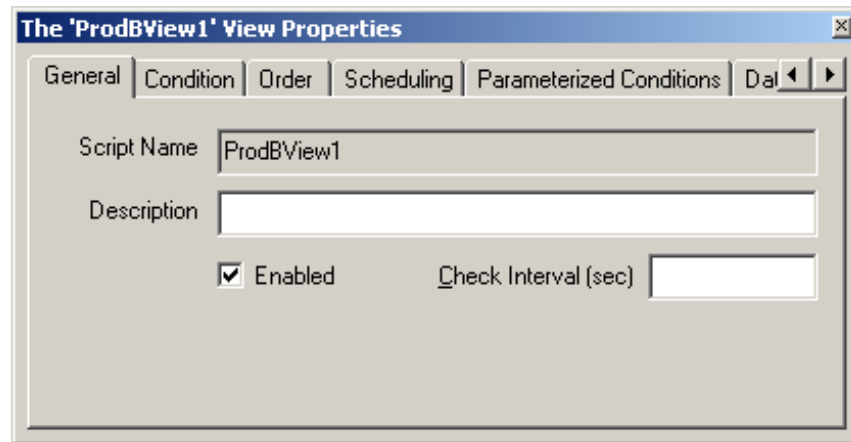 The 'ProdBView1' View Properties
General Condition Order Scheduling Parameterized Conditions
Script Name ProdBView1
Description
Enabled Check Interval (sec)